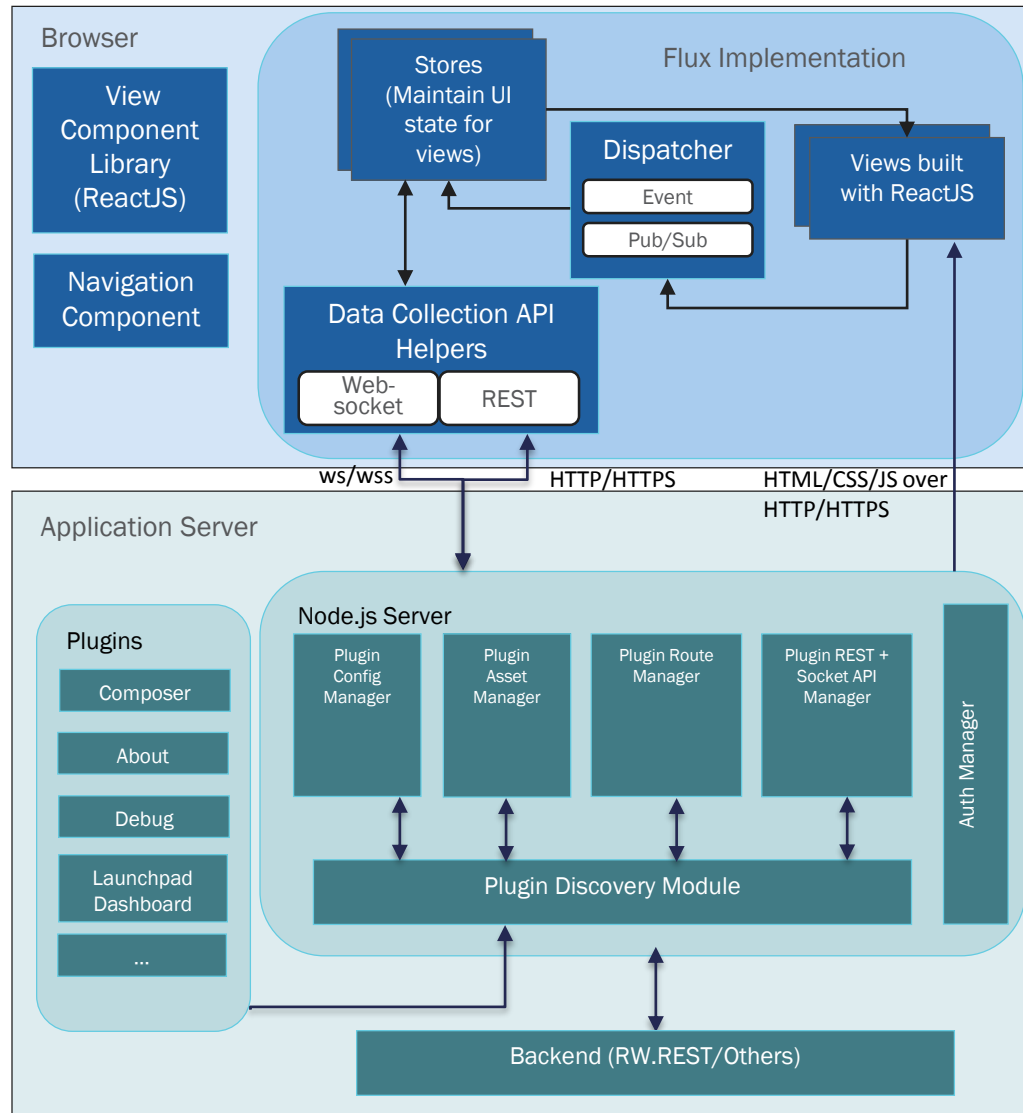 Browser
View
Component
Library
(ReactJS)
Navigation
Component
Flux Implementation
Stores
(Maintain UI
state for
views)
Dispatcher
Event
Pub/Sub
Views built
with ReactJS
Data Collection API
Helpers
Web-
socket
REST
ws/wss
HTTP/HTTPS
HTML/CSS/JS over
HTTP/HTTPS
Application Server
Plugins
Composer
About
Debug
Launchpad
Dashboard
...
Node.js Server
Plugin
Config
Manager
Plugin
Asset
Manager
Plugin Route
Manager
Plugin REST +
Socket API
Manager
Auth Manager
Plugin Discovery Module
Backend (RW.REST/Others)